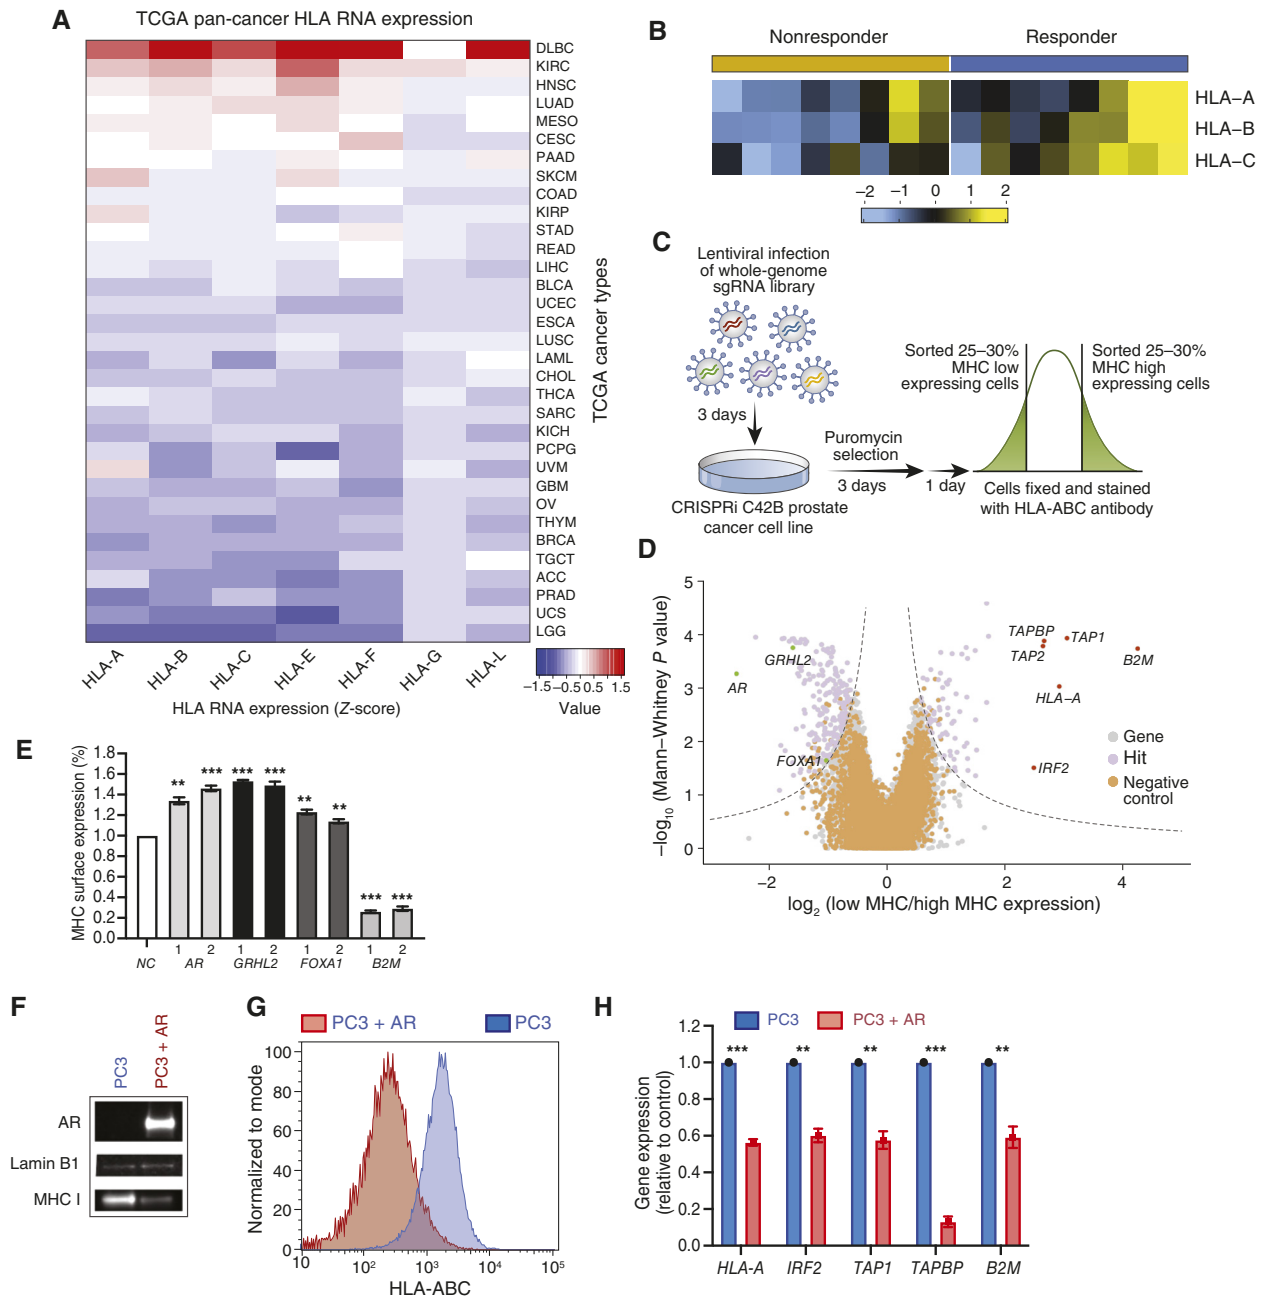 A
TCGA pan-cancer HLA RNA expression
DLBC
KIRC
HNSC
LUAD
MESO
CESC
PAAD
SKCM
COAD
KIRP
STAD
READ
LIHC
BLCA
UCEC
ESCA
LUSC
LAML
CHOL
THCA
SARC
KICH
PCPG
UVM
GBM
OV
THYM
BRCA
TGCT
ACC
PRAD
UCS
LGG
TCGA cancer types
HLA-A
HLA-B
HLA-C
HLA-E
HLA-F
HLA-G
HLA-L
HLA RNA expression (Z-score)
−1.5 −0.5 0.5 1.5
Value
B
Nonresponder
Responder
HLA−A
HLA−B
HLA−C
−2 −1 0 1 2
C
Lentiviral infection
of whole-genome
sgRNA library
3 days
CRISPRi C42B prostate
cancer cell line
Puromycin
selection
3 days
1 day
Sorted 25–30%
MHC low
expressing cells
Sorted 25–30%
MHC high
expressing cells
Cells fixed and stained
with HLA-ABC antibody
D
−log10 (Mann−Whitney P value)
5
4
3
2
1
0
−2 0 2 4
log2 (low MHC/high MHC expression)
AR
GRHL2
FOXA1
TAPBP
TAP1
TAP2
B2M
HLA−A
IRF2
Gene
Hit
Negative
control
E
MHC surface expression (%)
1.8
1.6
1.4
1.2
1.0
0.8
0.6
0.4
0.2
0.0
** *** *** *** ** ** *** ***
1 2 1 2 1 2 1 2
NC AR GRHL2 FOXA1 B2M
F
PC3
PC3 + AR
AR
Lamin B1
MHC I
G
PC3 + AR
PC3
Normalized to mode
100
80
60
40
20
0
10 10² 10³ 10⁴ 10⁵
HLA-ABC
H
PC3
PC3 + AR
Gene expression
(relative to control)
1.2
1.0
0.8
0.6
0.4
0.2
0.0
*** ** ** *** **
HLA-A IRF2 TAP1 TAPBP B2M